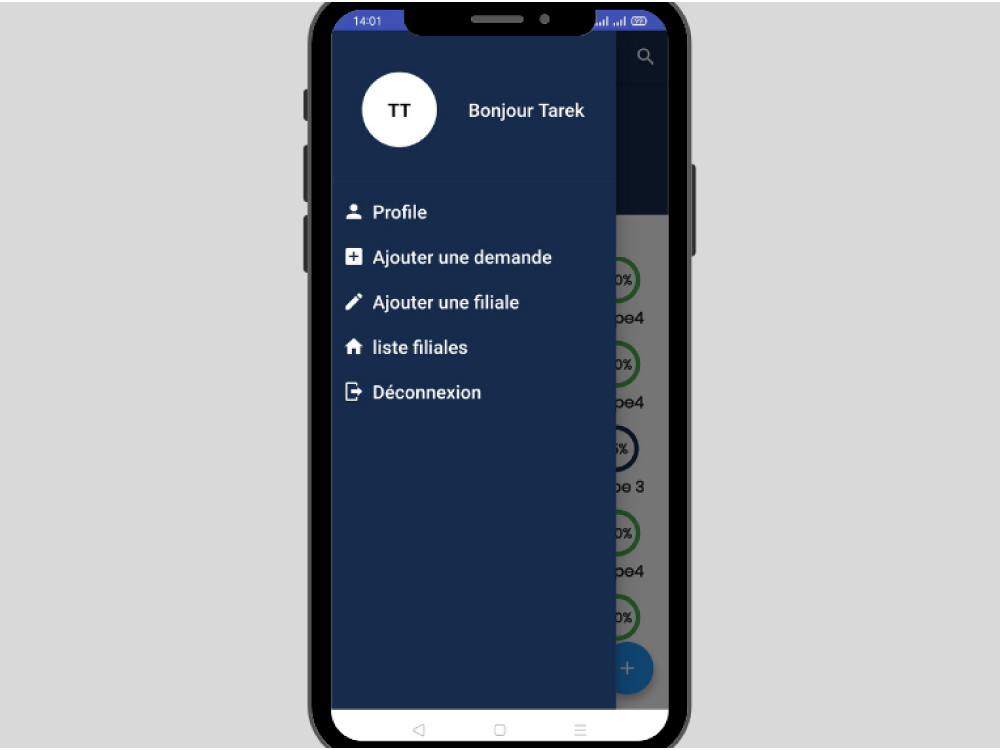 14:01
TT
Bonjour Tarek
Profile
Ajouter une demande
Ajouter une filiale
liste filiales
Déconnexion
0%
pe4
0%
pe4
%
pe 3
0%
pe4
0%
+